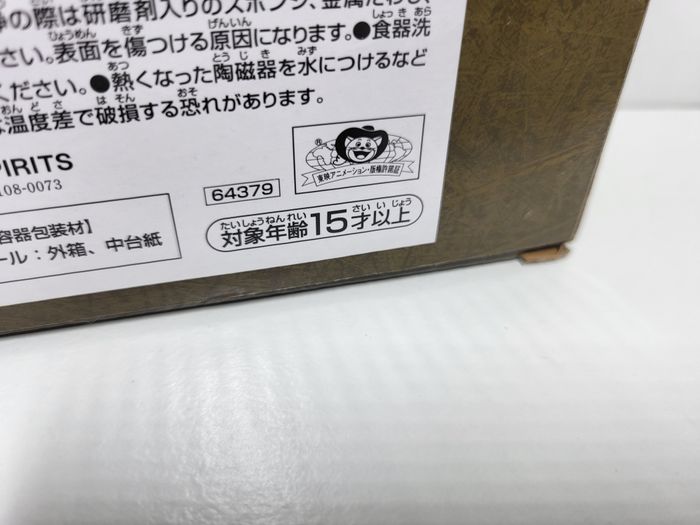 の際は研磨剤入りのスポンジ、金属たわし、
さい。表面を傷つける原因になります。●食器洗
ください。●熱くなった陶磁器を水につけるなど
な温度差で破損する恐れがあります。
PIRITS
108-0073
64379
®
東映アニメーション・版権許諾証
容器包装材】
ール：外箱、中台紙
対象年齢15才以上